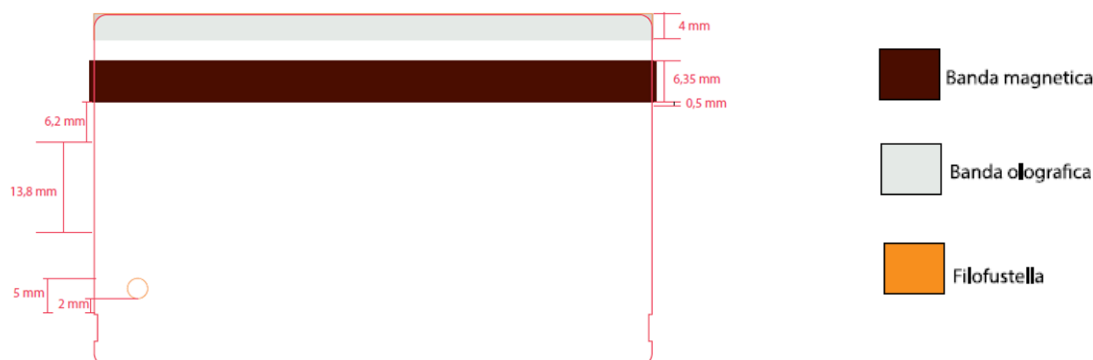 4 mm
6,35 mm
0,5 mm
6,2 mm
13,8 mm
5 mm
2 mm
Banda magnetica
Banda olografica
Filofustella